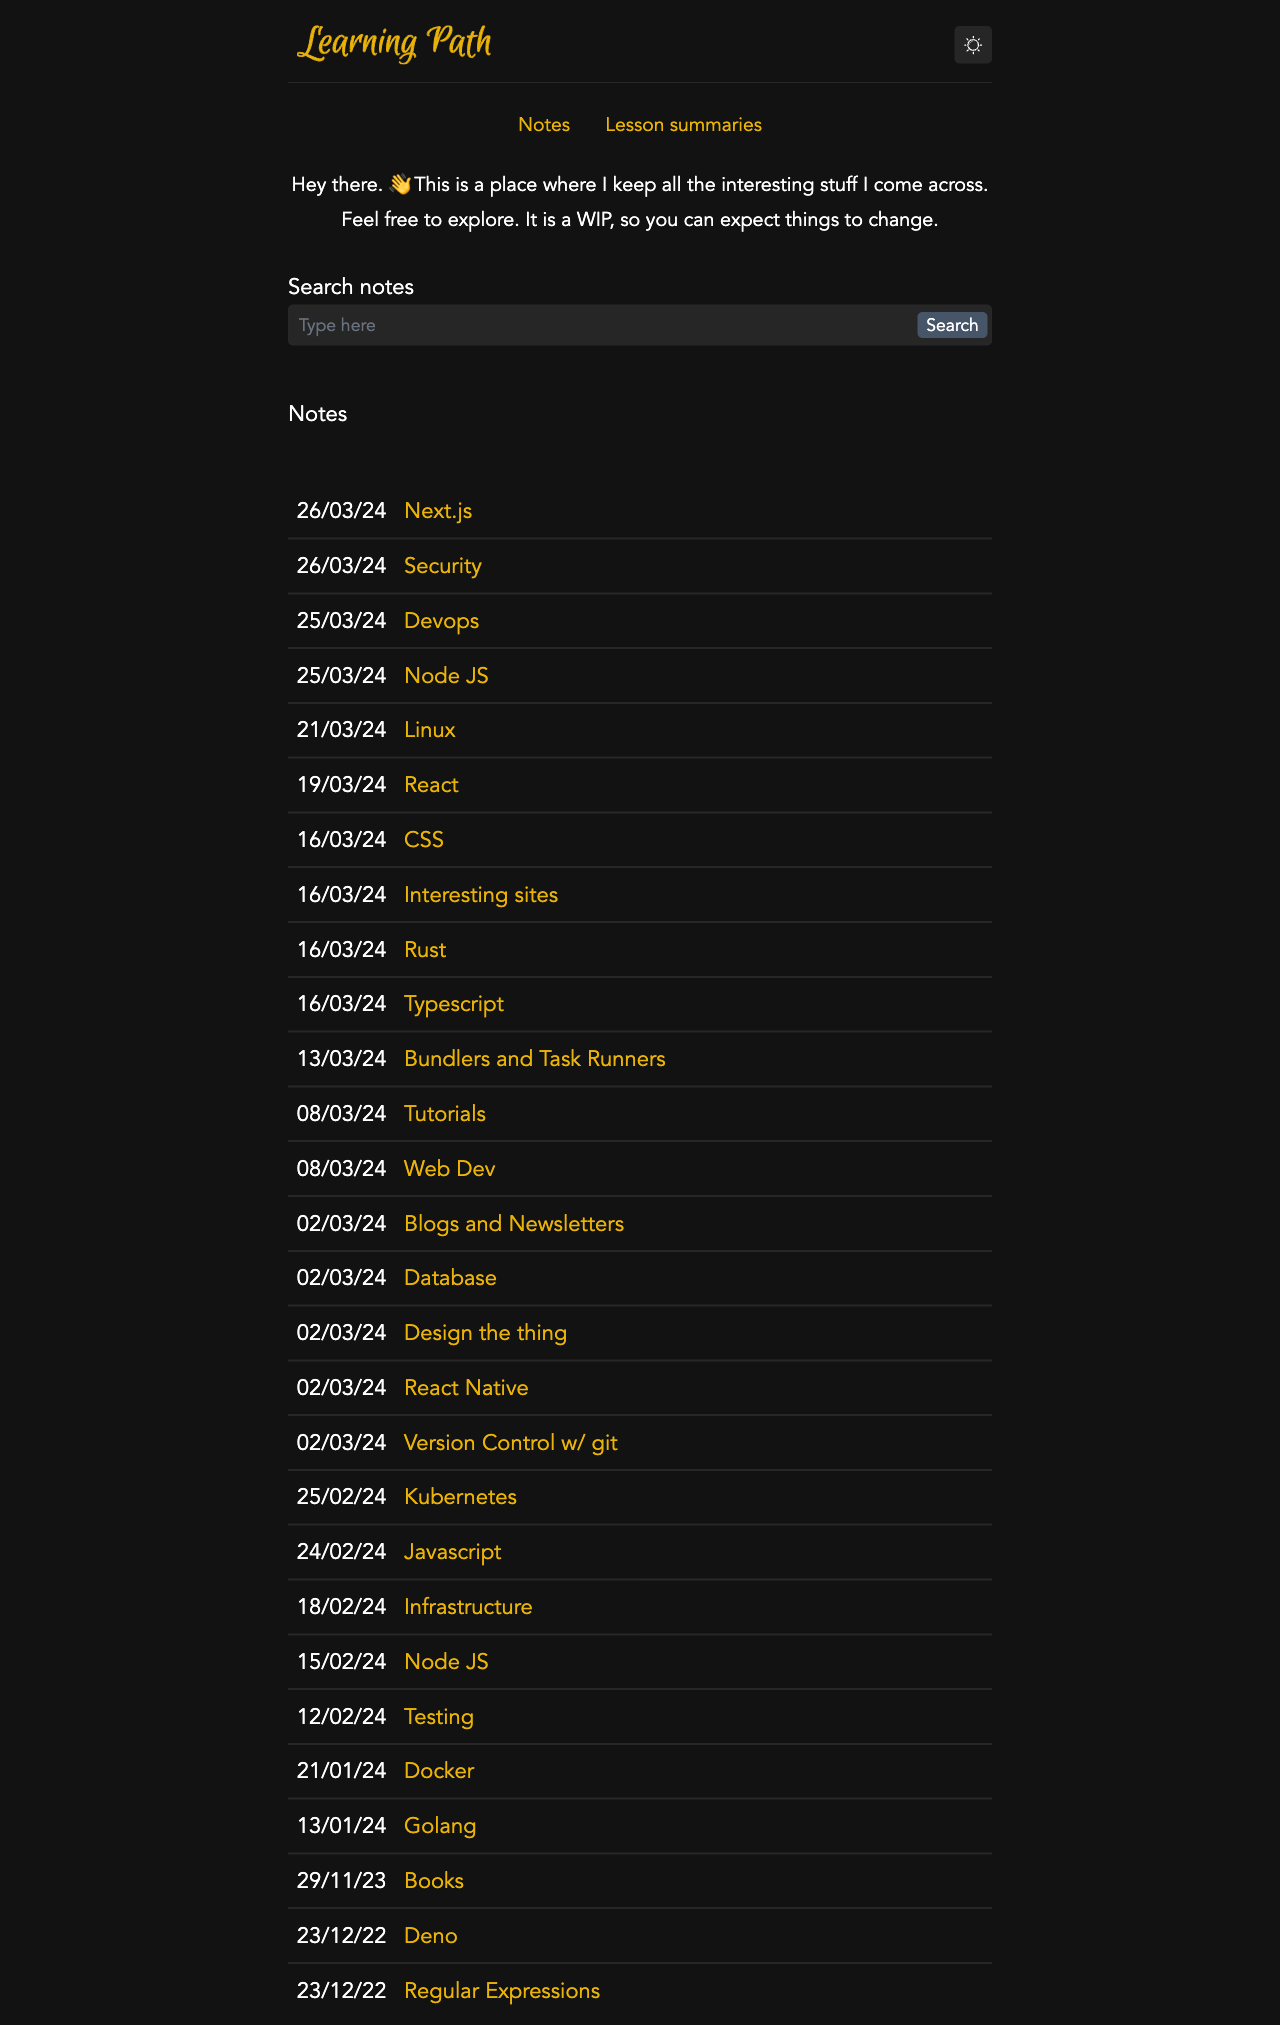 Learning Path
Notes Lesson summaries
Hey there. 👋This is a place where I keep all the interesting stuff I come across.
Feel free to explore. It is a WIP, so you can expect things to change.
Search notes
Type here Search
Notes
26/03/24 Next.js
26/03/24 Security
25/03/24 Devops
25/03/24 Node JS
21/03/24 Linux
19/03/24 React
16/03/24 CSS
16/03/24 Interesting sites
16/03/24 Rust
16/03/24 Typescript
13/03/24 Bundlers and Task Runners
08/03/24 Tutorials
08/03/24 Web Dev
02/03/24 Blogs and Newsletters
02/03/24 Database
02/03/24 Design the thing
02/03/24 React Native
02/03/24 Version Control w/ git
25/02/24 Kubernetes
24/02/24 Javascript
18/02/24 Infrastructure
15/02/24 Node JS
12/02/24 Testing
21/01/24 Docker
13/01/24 Golang
29/11/23 Books
23/12/22 Deno
23/12/22 Regular Expressions